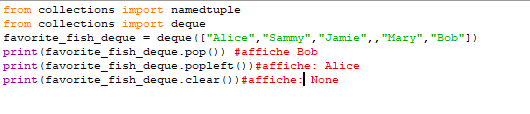 from collections import namedtuple
from collections import deque
favorite_fish_deque = deque(["Alice","Sammy","Jamie",,"Mary","Bob"])
print(favorite_fish_deque.pop()) #affiche Bob
print(favorite_fish_deque.popleft())#affiche: Alice
print(favorite_fish_deque.clear())#affiche: None